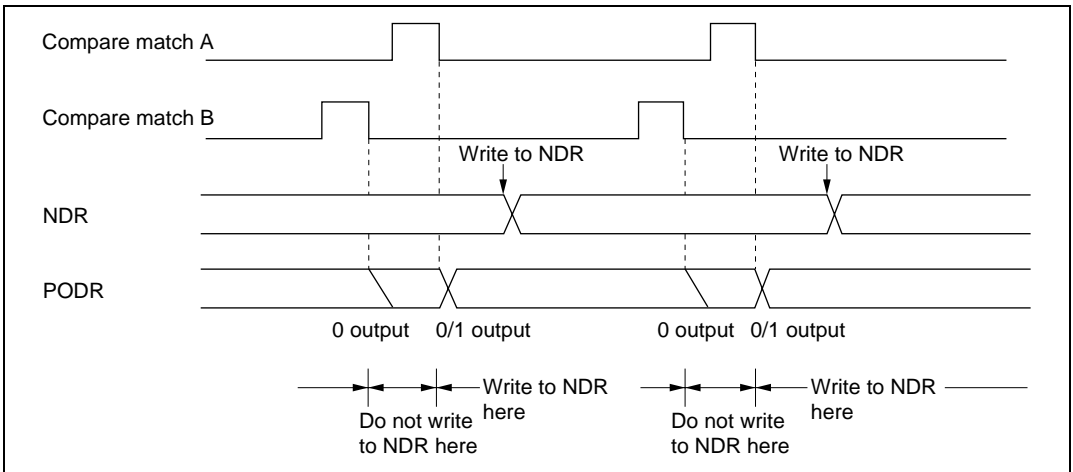 Compare match A
Compare match B
Write to NDR Write to NDR
NDR
PODR
0 output 0/1 output 0 output 0/1 output
Write to NDR
here
Do not write
to NDR here
Write to NDR
here
Do not write
to NDR here